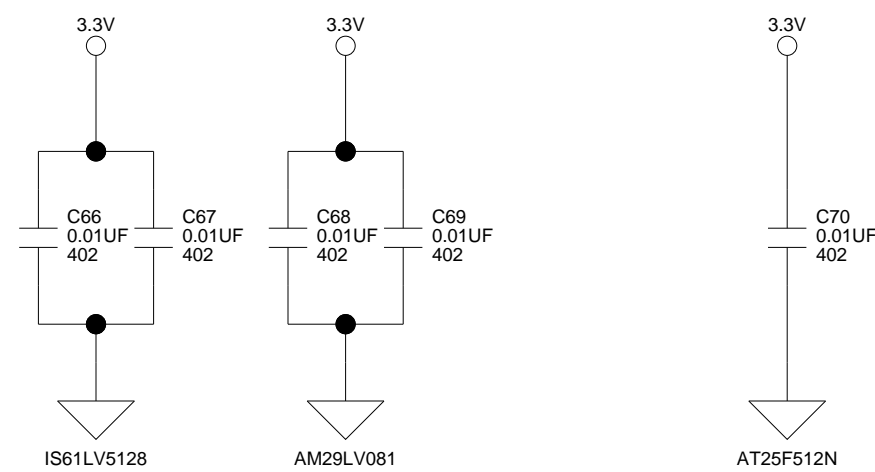 3.3V
3.3V
3.3V
C66
0.01UF
402
C67
0.01UF
402
C68
0.01UF
402
C69
0.01UF
402
C70
0.01UF
402
IS61LV5128
AM29LV081
AT25F512N